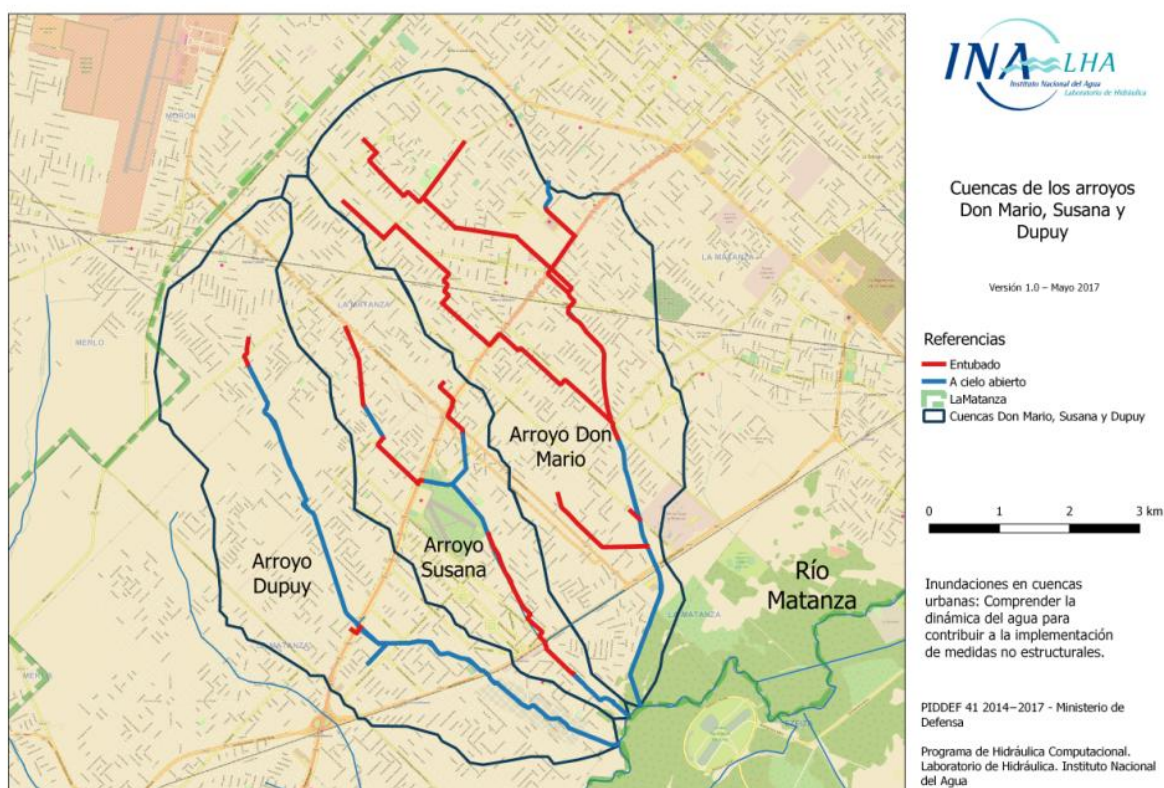 MORÓN
LA MATANZA
LA MATANZA
MERLO
Arroyo Don
Mario
Arroyo
Susana
Arroyo
Dupuy
Río
Matanza
LA MATANZA
LA MATANZA
INA LHA
Instituto Nacional del Agua
Laboratorio de Hidráulica
Cuencas de los arroyos
Don Mario, Susana y
Dupuy
Versión 1.0 – Mayo 2017
Referencias
Entubado
A cielo abierto
LaMatanza
Cuencas Don Mario, Susana y Dupuy
0 1 2 3 km
Inundaciones en cuencas
urbanas: Comprender la
dinámica del agua para
contribuir a la implementación
de medidas no estructurales.
PIDDEF 41 2014–2017 - Ministerio de
Defensa
Programa de Hidráulica Computacional.
Laboratorio de Hidráulica. Instituto Nacional
del Agua